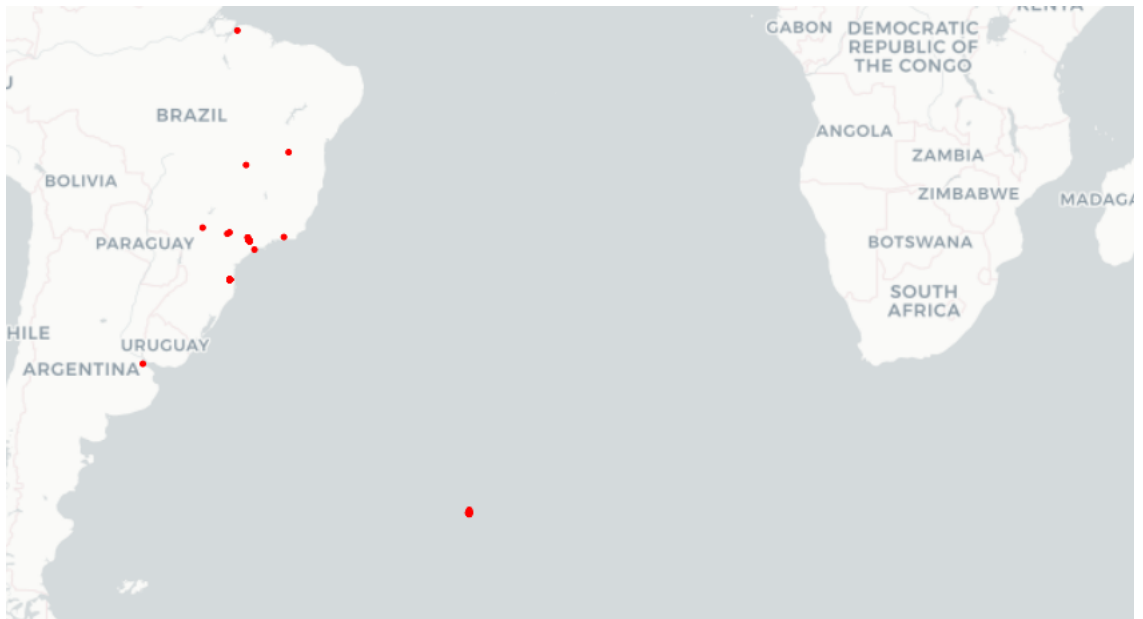 GABON
DEMOCRATIC
REPUBLIC OF
THE CONGO
BRAZIL
ANGOLA
ZAMBIA
BOLIVIA
ZIMBABWE
MADAGA
PARAGUAY
BOTSWANA
SOUTH
AFRICA
HILE
URUGUAY
ARGENTINA